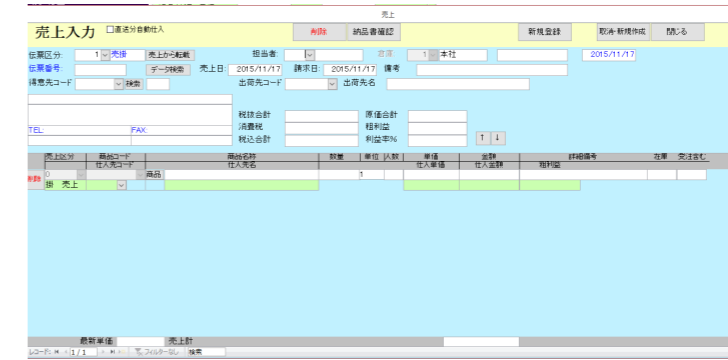 売上
売上入力 直送分自動仕入 削除 納品書確認 新規登録 取消・新規作成 閉じる
伝票区分: 1 売掛 売上から転載 担当者: 倉庫: 1 本社 2015/11/17
伝票番号: データ検索 売上日: 2015/11/17 請求日: 2015/11/17 備考
得意先コード 検索 出荷先コード 出荷先名
税抜合計 原価合計
TEL: FAX: 消費税 粗利益
税込合計 利益率% ↑ ↓
売上区分 商品コード 商品名称 数量 単位 人数 単価 金額 詳細備考 在庫 受注含む
仕入先コード 仕入先名 仕入単価 仕入金額 粗利益
削除 0 商品 1
掛 売上
最新単価 売上計
レコード: 1 / 1 フィルターなし 検索